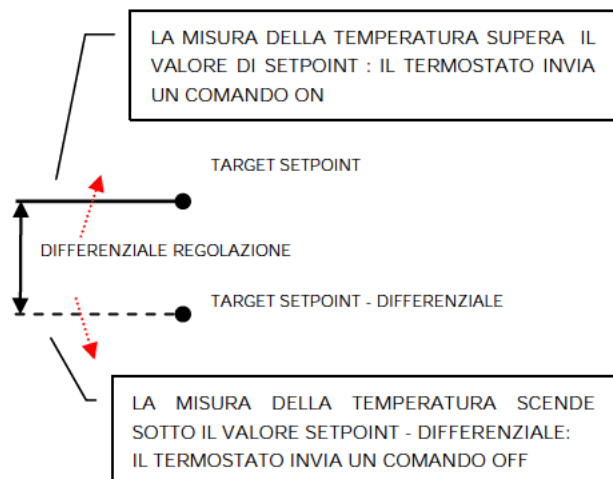 LA MISURA DELLA TEMPERATURA SUPERA IL
VALORE DI SETPOINT : IL TERMOSTATO INVIA
UN COMANDO ON
TARGET SETPOINT
DIFFERENZIALE REGOLAZIONE
TARGET SETPOINT - DIFFERENZIALE
LA MISURA DELLA TEMPERATURA SCENDE
SOTTO IL VALORE SETPOINT - DIFFERENZIALE:
IL TERMOSTATO INVIA UN COMANDO OFF